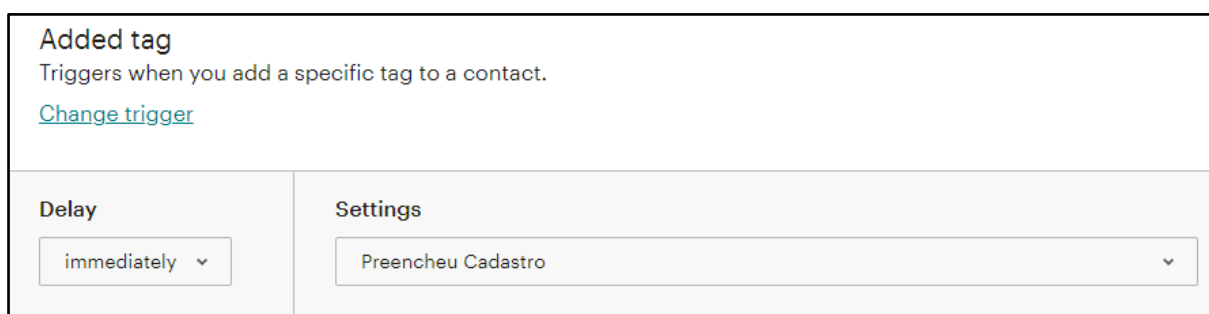 Added tag
Triggers when you add a specific tag to a contact.
Change trigger
Delay
Settings
immediately
Preencheu Cadastro